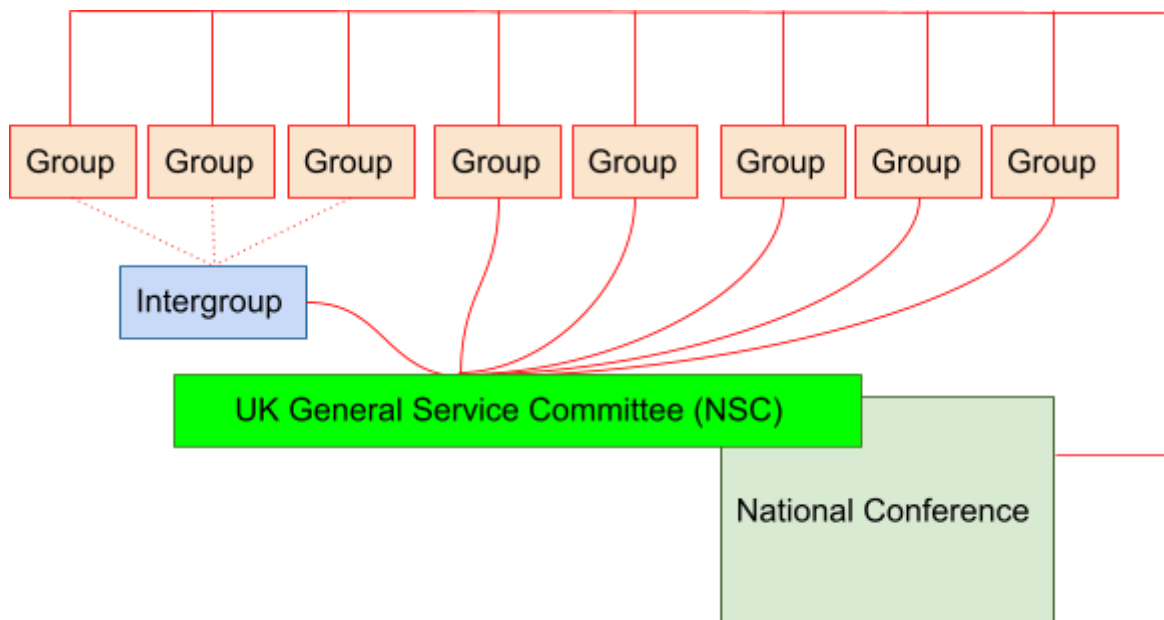 Group
Group
Group
Group
Group
Group
Group
Group
Intergroup
UK General Service Committee (NSC)
National Conference